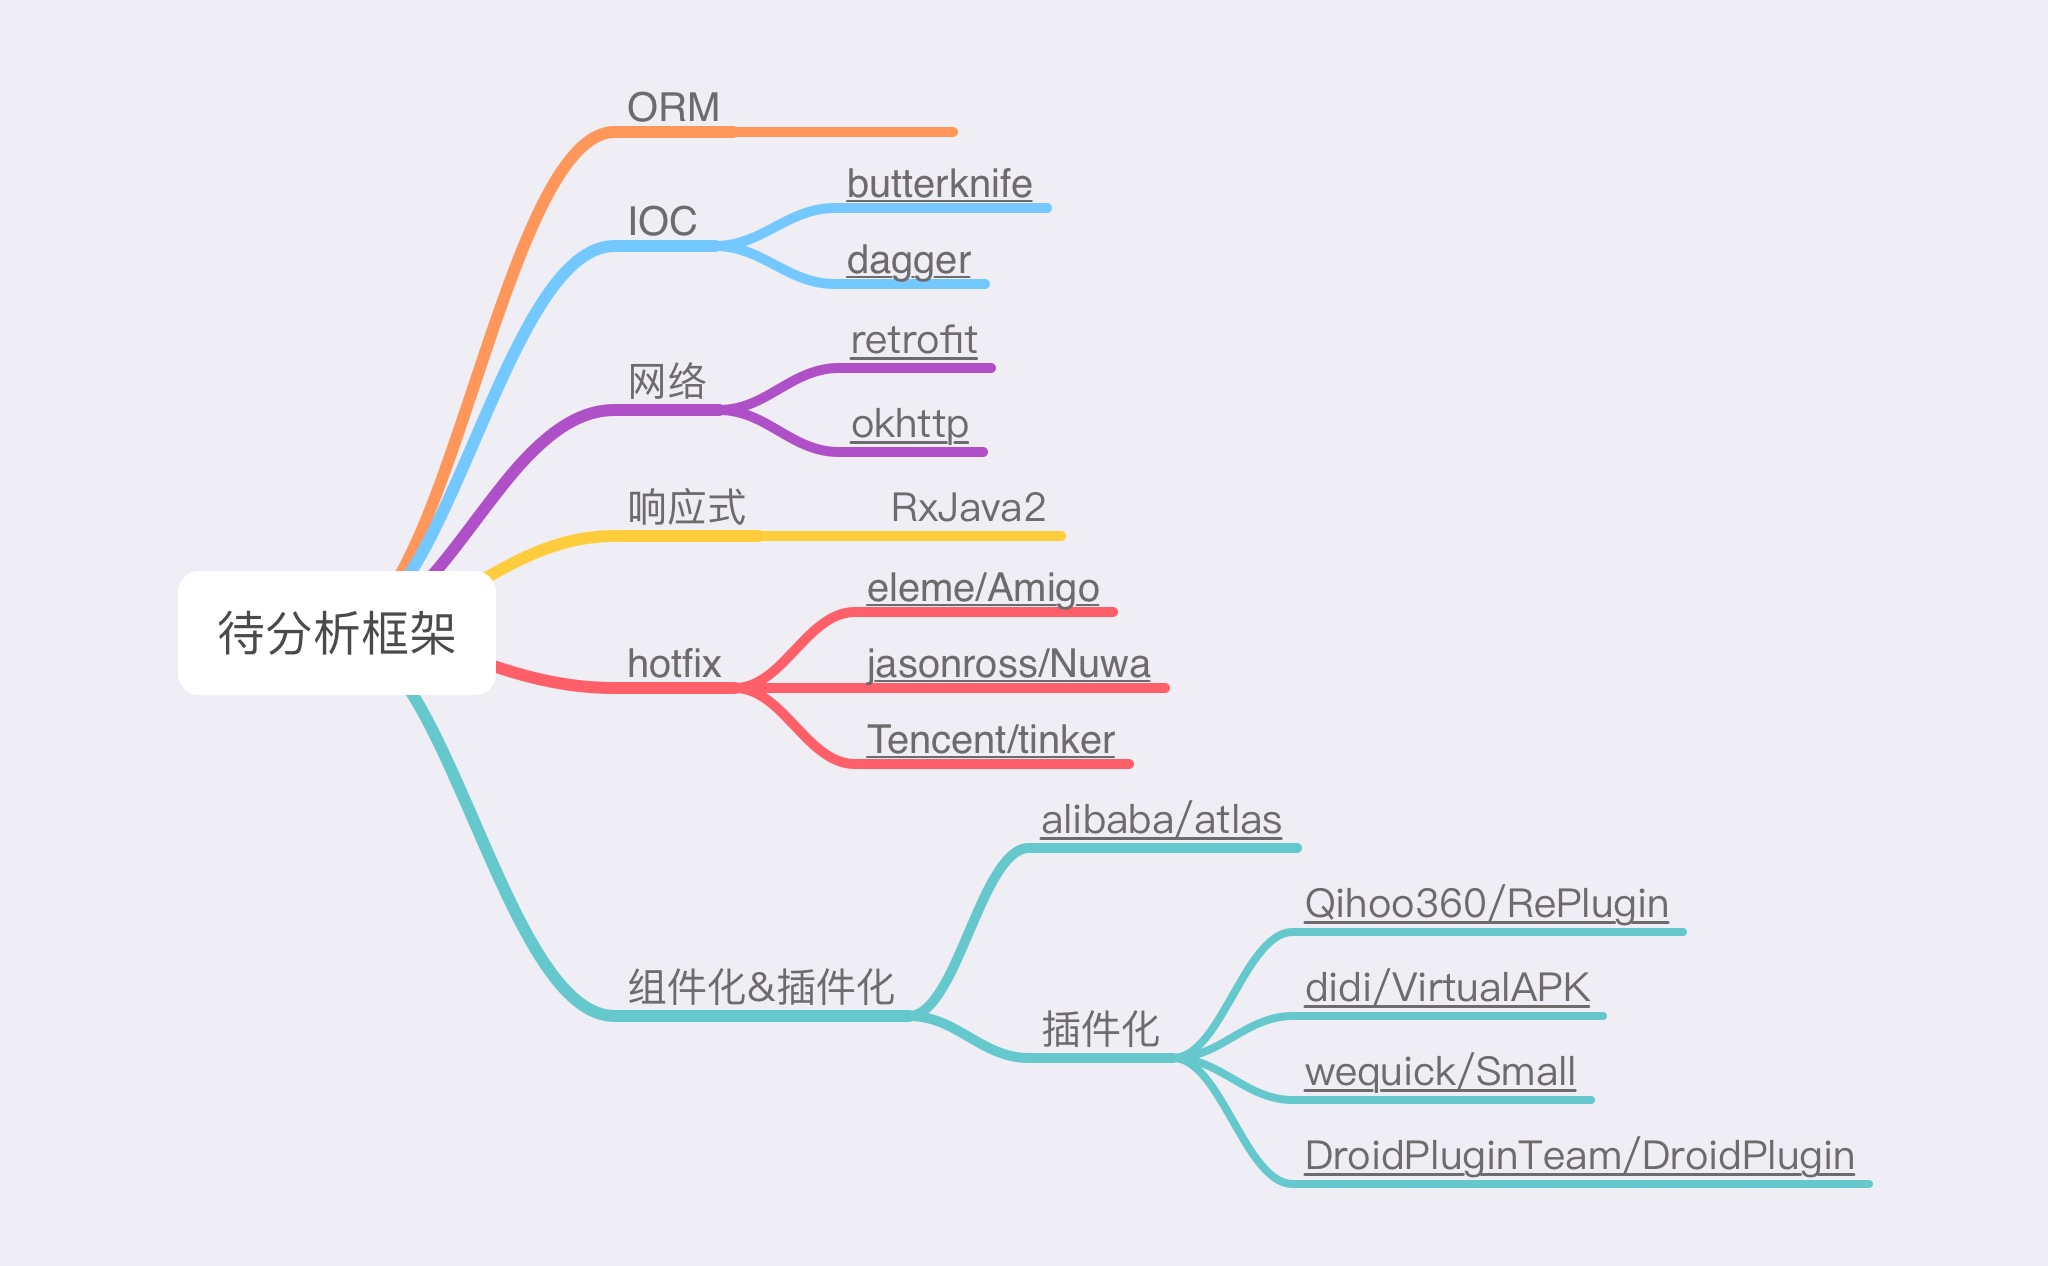 ORM
IOC
butterknife
dagger
网络
retrofit
okhttp
响应式
RxJava2
待分析框架
hotfix
eleme/Amigo
jasonross/Nuwa
Tencent/tinker
组件化&插件化
alibaba/atlas
插件化
Qihoo360/RePlugin
didi/VirtualAPK
wequick/Small
DroidPluginTeam/DroidPlugin